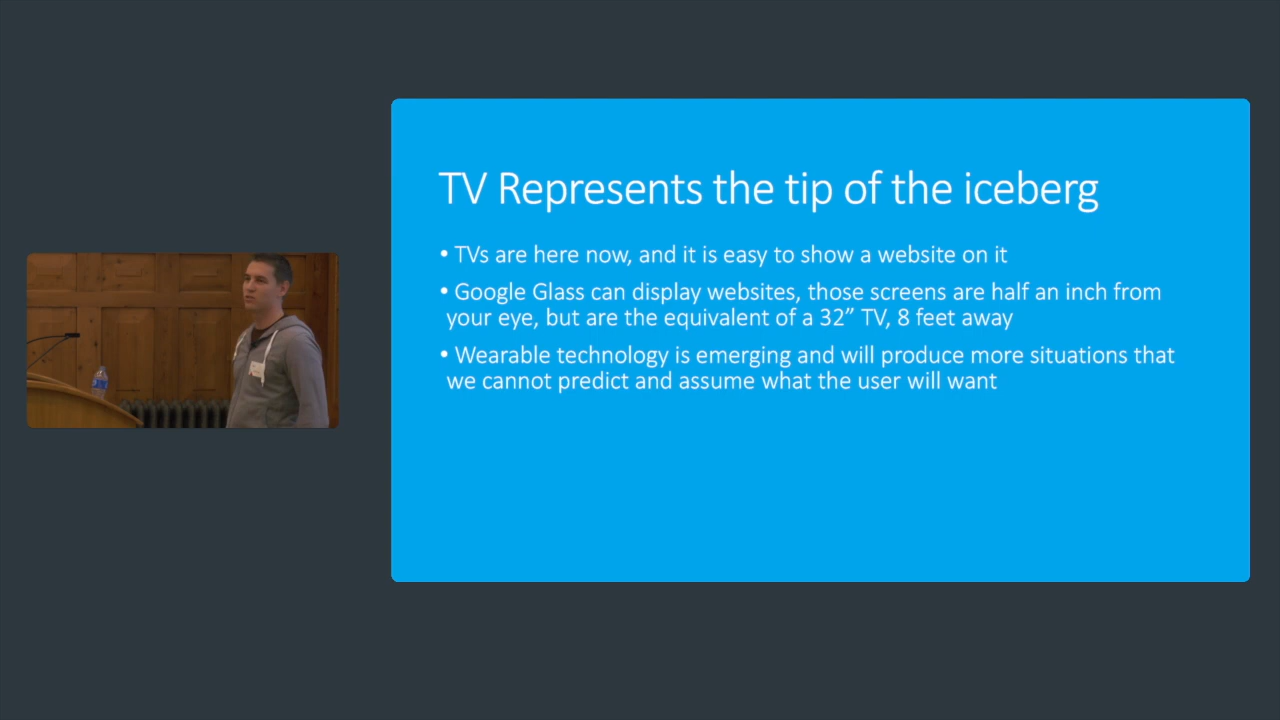 TV Represents the tip of the iceberg
• TVs are here now, and it is easy to show a website on it
• Google Glass can display websites, those screens are half an inch from
your eye, but are the equivalent of a 32” TV, 8 feet away
• Wearable technology is emerging and will produce more situations that
we cannot predict and assume what the user will want